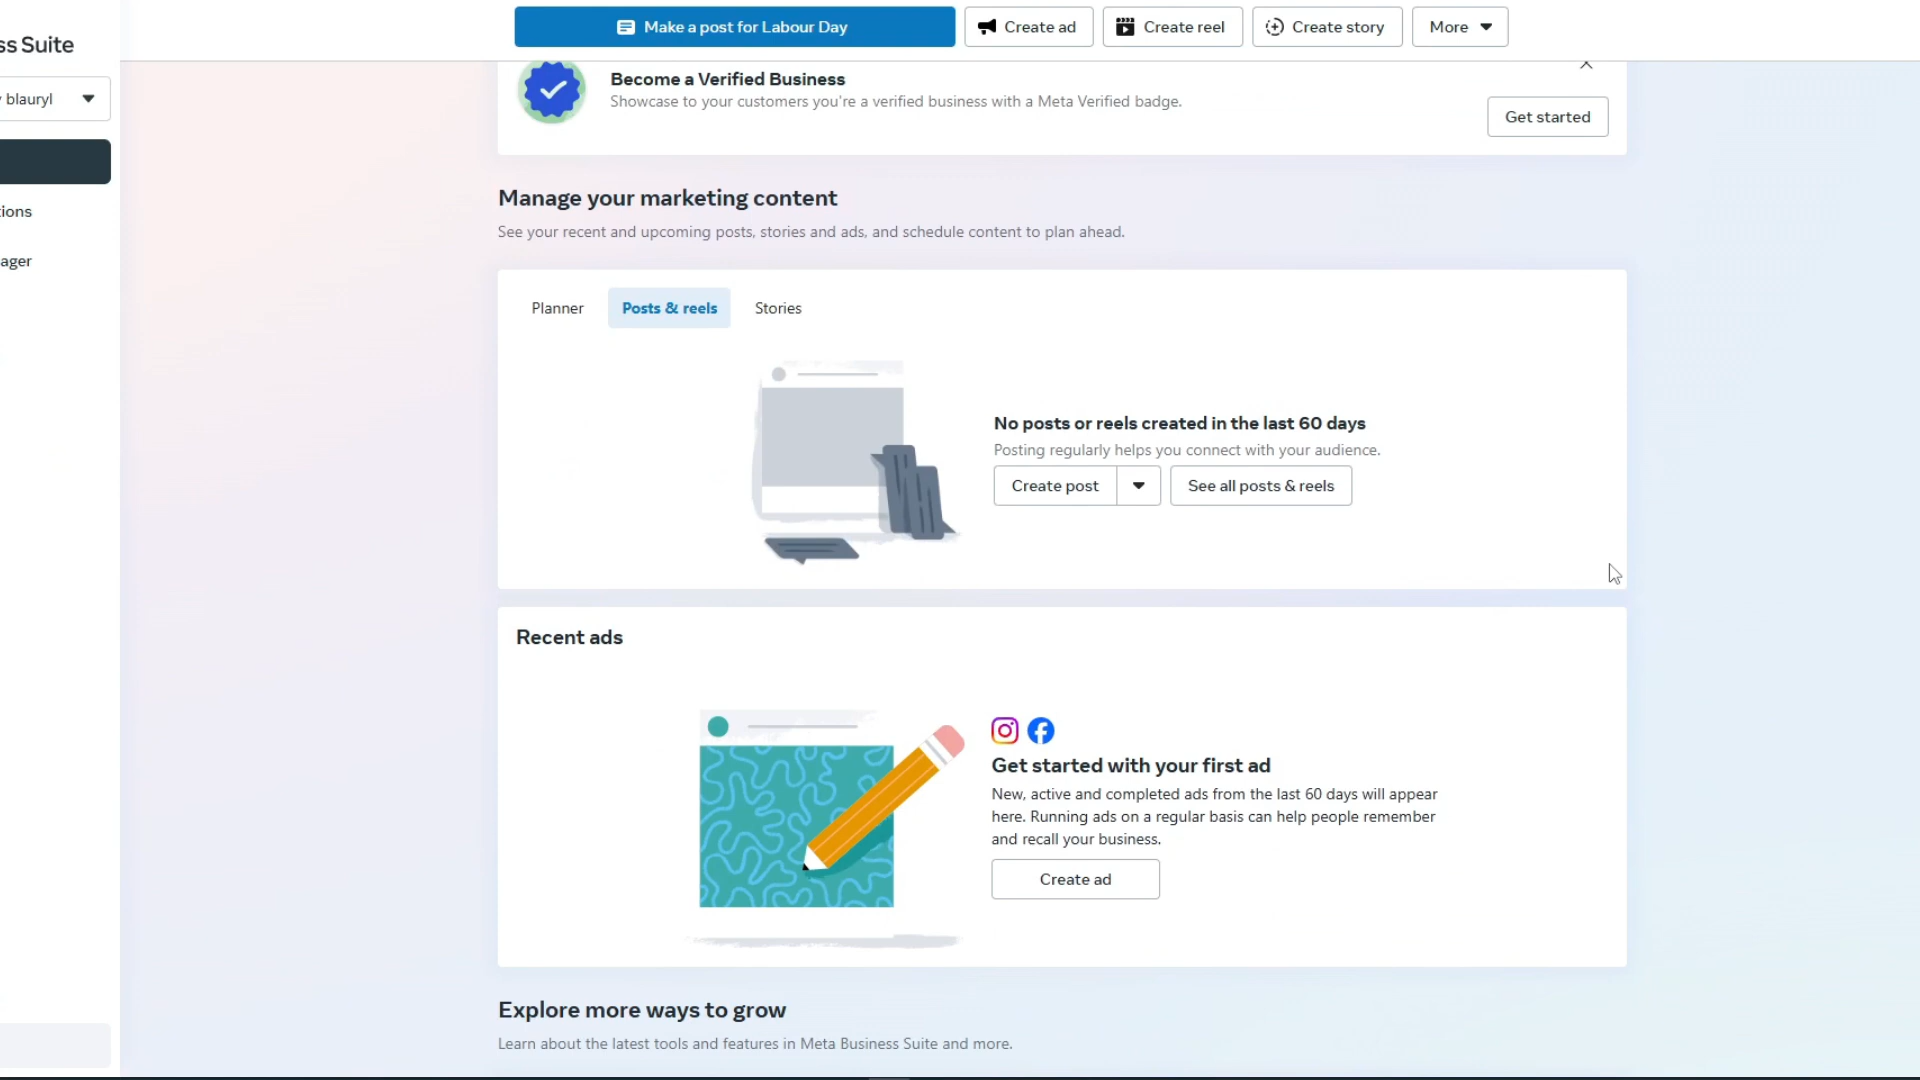 ss Suite
Make a post for Labour Day
Create ad
Create reel
Create story
More
blauryl
ions
ager
Become a Verified Business
Showcase to your customers you're a verified business with a Meta Verified badge.
Get started
Manage your marketing content
See your recent and upcoming posts, stories and ads, and schedule content to plan ahead.
Planner
Posts & reels
Stories
No posts or reels created in the last 60 days
Posting regularly helps you connect with your audience.
Create post
See all posts & reels
Recent ads
Get started with your first ad
New, active and completed ads from the last 60 days will appear
here. Running ads on a regular basis can help people remember
and recall your business.
Create ad
Explore more ways to grow
Learn about the latest tools and features in Meta Business Suite and more.